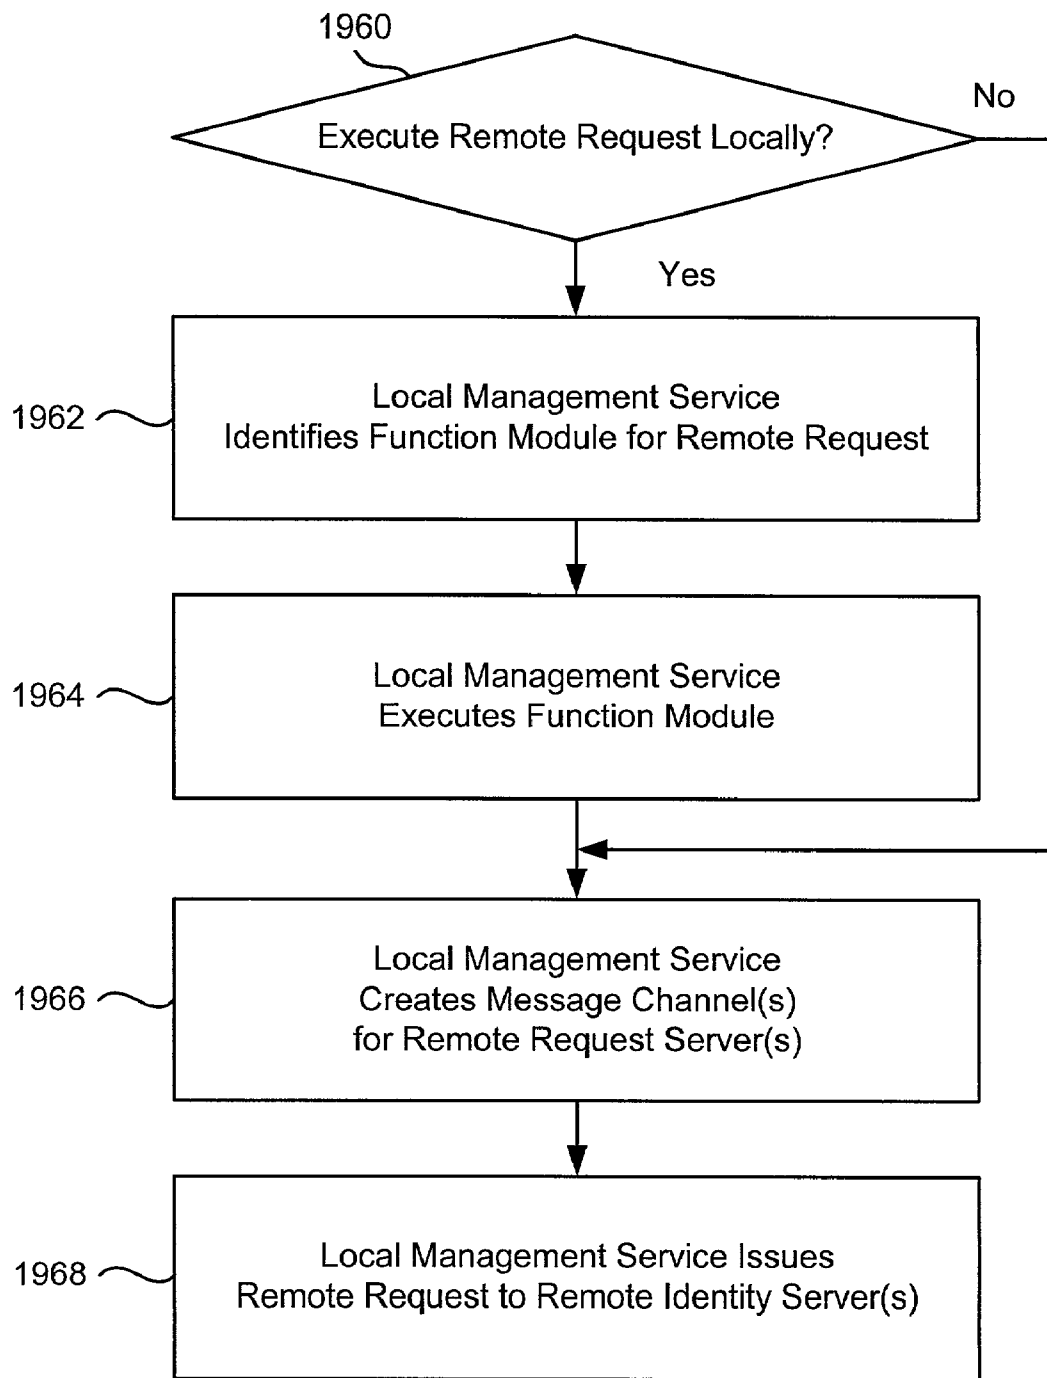 1960
No
Execute Remote Request Locally?
Yes
1962
Local Management Service
Identifies Function Module for Remote Request
1964
Local Management Service
Executes Function Module
1966
Local Management Service
Creates Message Channel(s)
for Remote Request Server(s)
1968
Local Management Service Issues
Remote Request to Remote Identity Server(s)